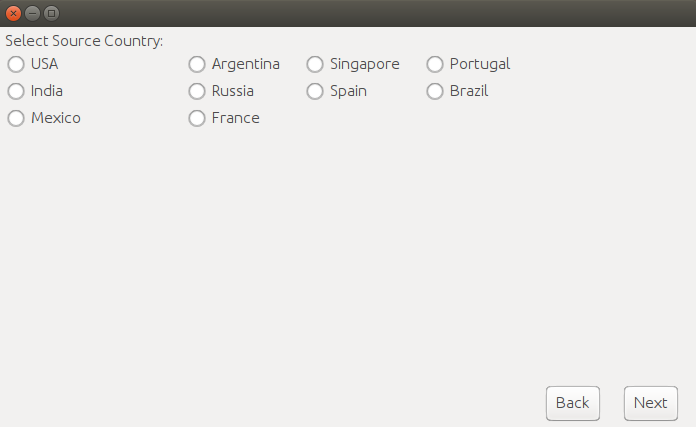 Select Source Country:
USA Argentina Singapore Portugal
India Russia Spain Brazil
Mexico France
Back Next